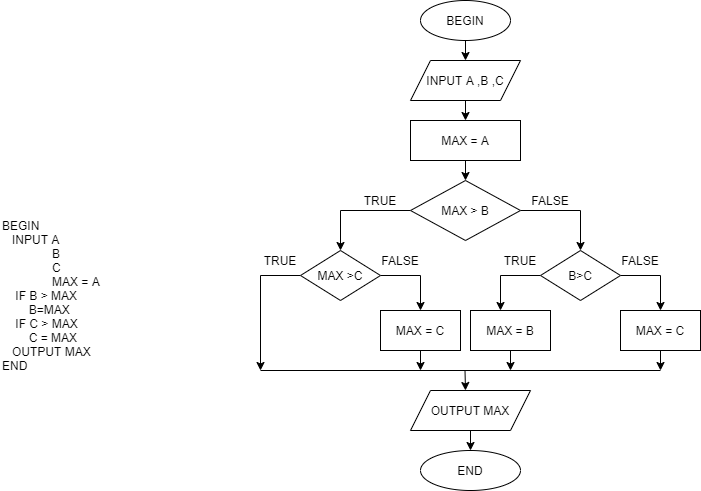 BEGIN
INPUT A
B
C
MAX = A
IF B > MAX
B=MAX
IF C > MAX
C = MAX
OUTPUT MAX
END
BEGIN
INPUT A ,B ,C
MAX = A
MAX > B
TRUE
FALSE
MAX >C
TRUE
FALSE
B>C
TRUE
FALSE
MAX = C
MAX = B
MAX = C
OUTPUT MAX
END